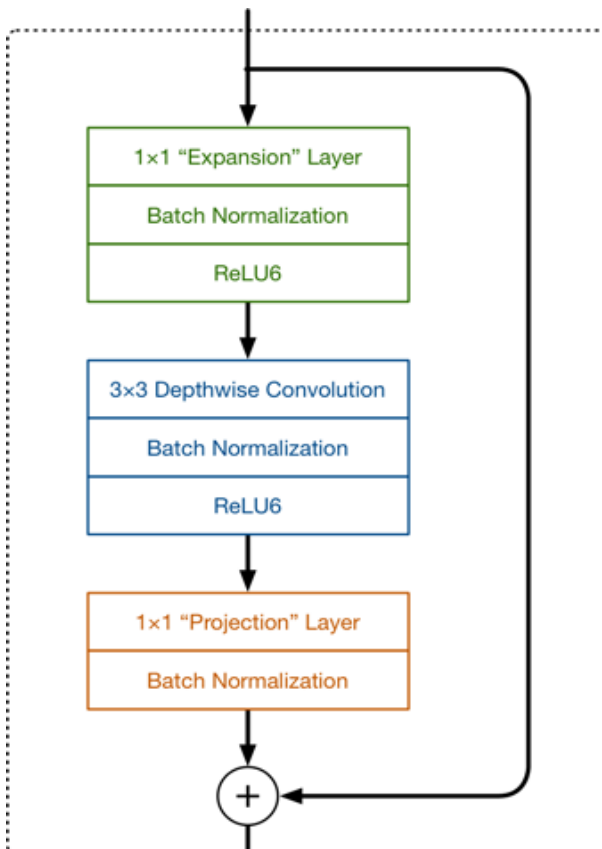 1×1 “Expansion” Layer
Batch Normalization
ReLU6
3×3 Depthwise Convolution
Batch Normalization
ReLU6
1×1 “Projection” Layer
Batch Normalization
+